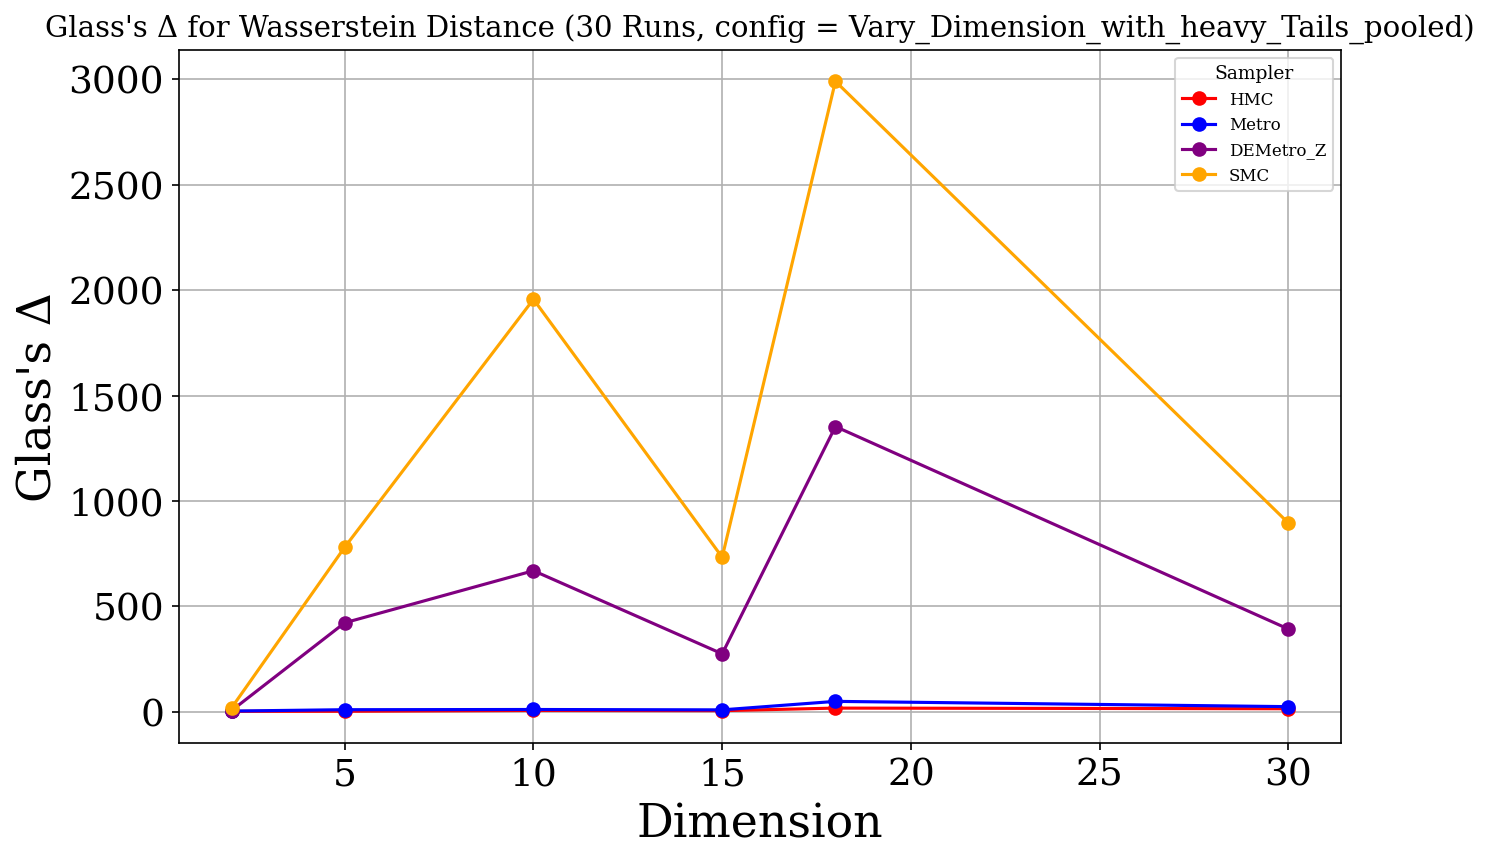 Glass's Δ for Wasserstein Distance (30 Runs, config = Vary_Dimension_with_heavy_Tails_pooled)
Sampler
HMC
Metro
DEMetro_Z
SMC
Glass's Δ
3000
2500
2000
1500
1000
500
0
5 10 15 20 25 30
Dimension